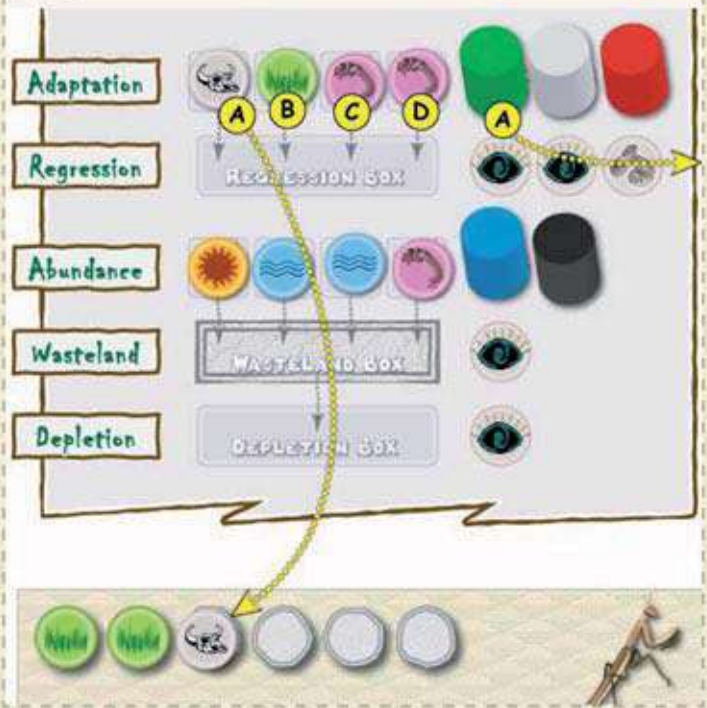 Adaptation
A B C D A
Regression
REGRESSION BOX
Abundance
Wasteland
WASTELAND BOX
Depletion
DEPLETION BOX